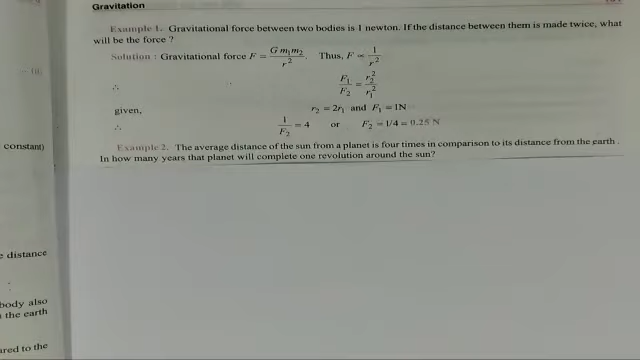 Gravitation
Example 1. Gravitational force between two bodies is 1 newton. If the distance between them is made twice, what
will be the force ?
Solution : Gravitational force F = G m₁m₂ / r². Thus, F ∝ 1 / r²
∴ F₁ / F₂ = r₂² / r₁²
given, r₂ = 2r₁ and F₁ = 1N
∴ 1 / F₂ = 4 or F₂ = 1/4 = 0.25 N
Example 2. The average distance of the sun from a planet is four times in comparison to its distance from the earth.
In how many years that planet will complete one revolution around the sun?
constant)
distance
body also
the earth
ared to the